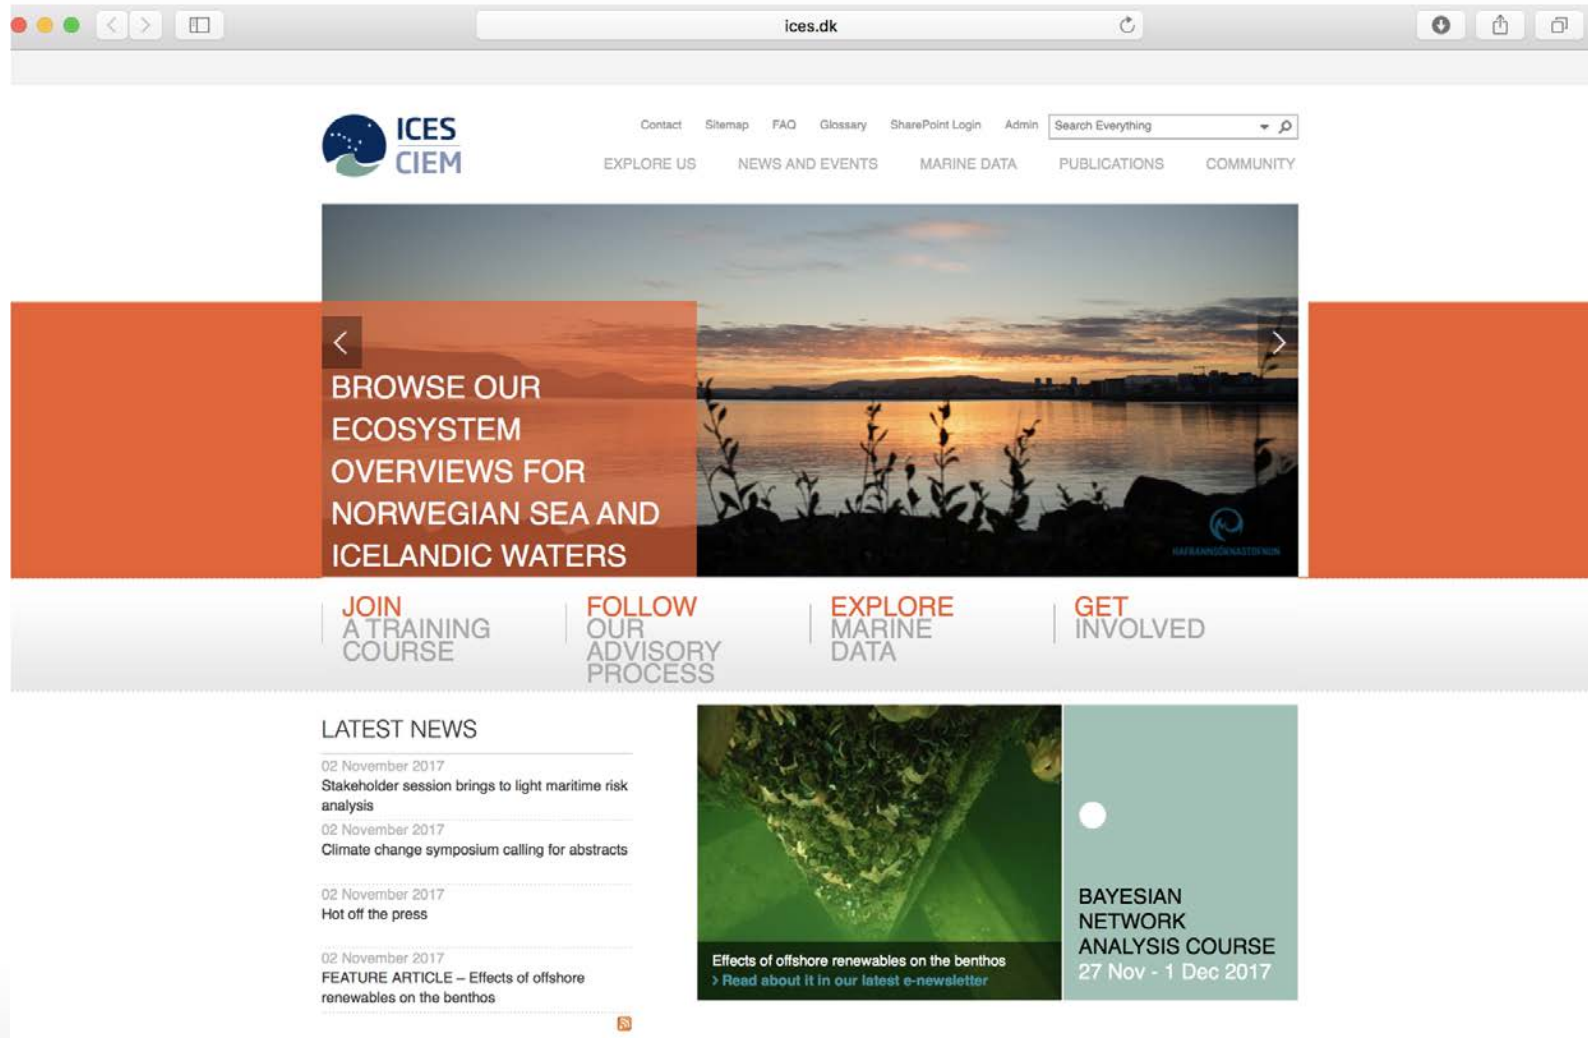 ices.dk
ICES
CIEM
Contact Sitemap FAQ Glossary SharePoint Login Admin Search Everything
EXPLORE US NEWS AND EVENTS MARINE DATA PUBLICATIONS COMMUNITY
BROWSE OUR
ECOSYSTEM
OVERVIEWS FOR
NORWEGIAN SEA AND
ICELANDIC WATERS
HAFRANNSÓKNASTOFNUN
JOIN
A TRAINING
COURSE
FOLLOW
OUR
ADVISORY
PROCESS
EXPLORE
MARINE
DATA
GET
INVOLVED
LATEST NEWS
02 November 2017
Stakeholder session brings to light maritime risk
analysis
02 November 2017
Climate change symposium calling for abstracts
02 November 2017
Hot off the press
02 November 2017
FEATURE ARTICLE – Effects of offshore
renewables on the benthos
Effects of offshore renewables on the benthos
> Read about it in our latest e-newsletter
BAYESIAN
NETWORK
ANALYSIS COURSE
27 Nov - 1 Dec 2017